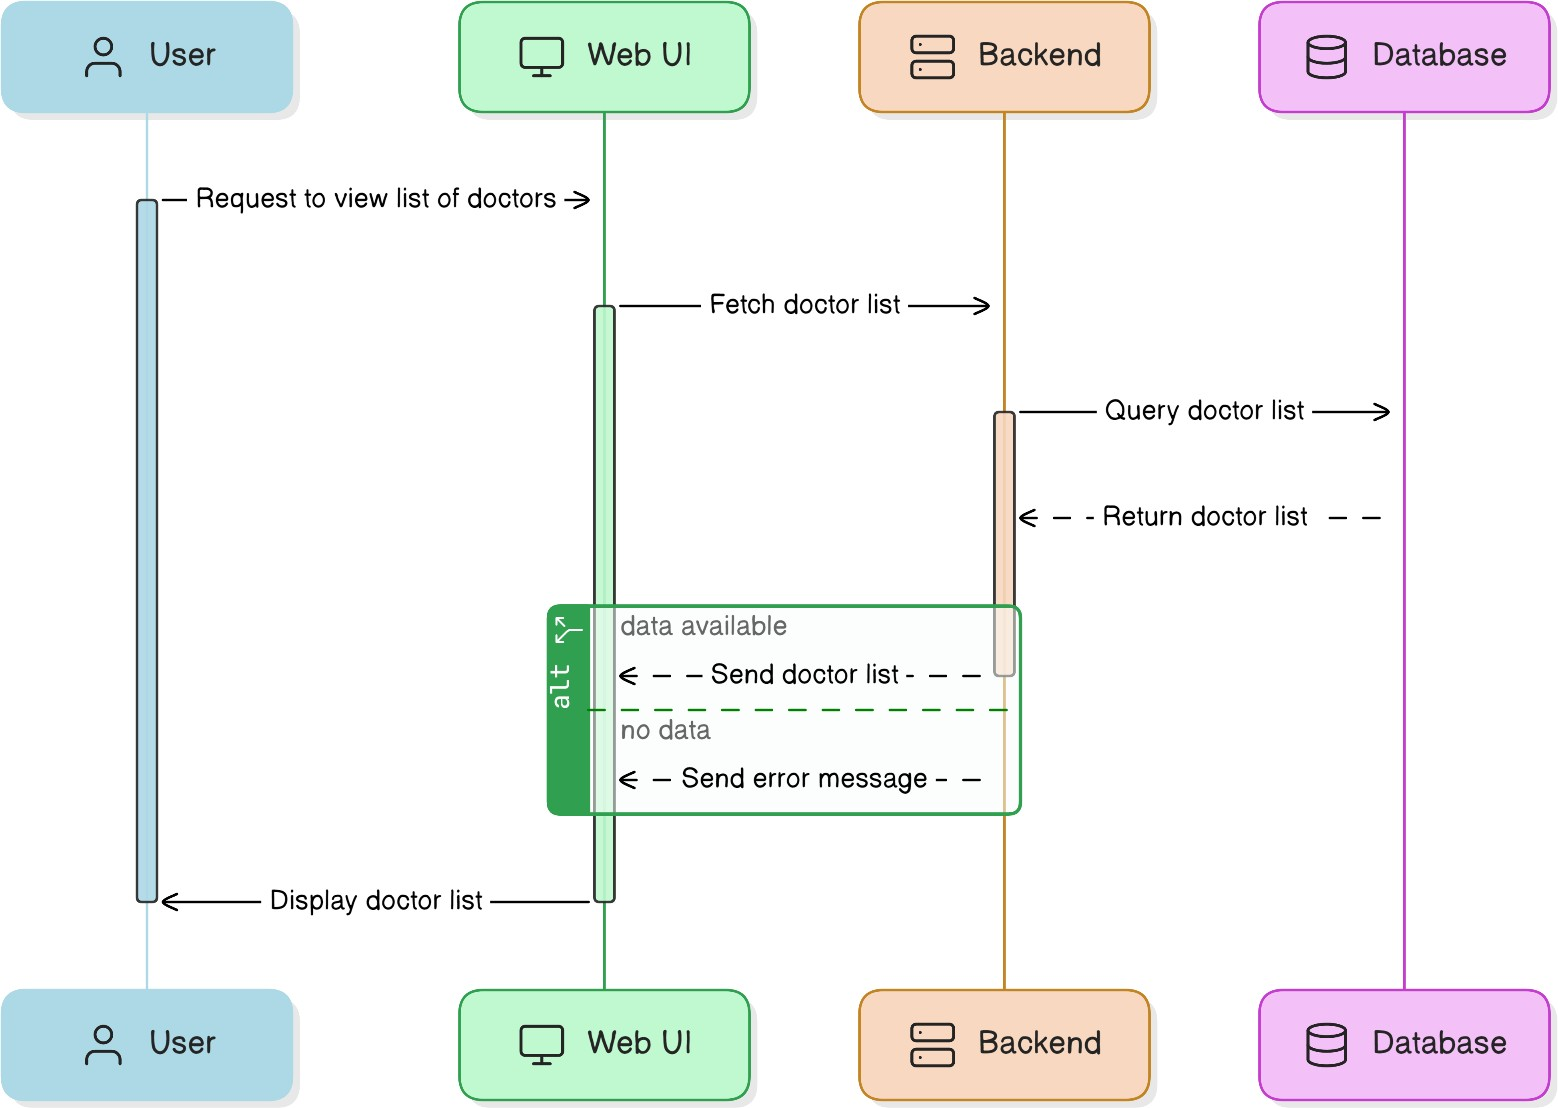 User
Web UI
Backend
Database
Request to view list of doctors
Fetch doctor list
Query doctor list
Return doctor list
alt
data available
Send doctor list
no data
Send error message
Display doctor list
User
Web UI
Backend
Database